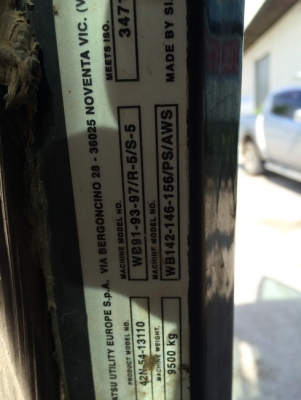 ATSU UTILITY EUROPE S.p.A. VIA BERGONCINO 28 - 36025 NOVENTA VIC. (V
PRODUCT MODEL NO.
42N-54-13110
MACHINE MODEL NO.
WB91-93-97/R-5/S-5
MEETS ISO
3471
MACHINE WEIGHT.
9500 kg
MACHINE MODEL NO.
WB142-146-156/PS/AWS
MADE BY SI